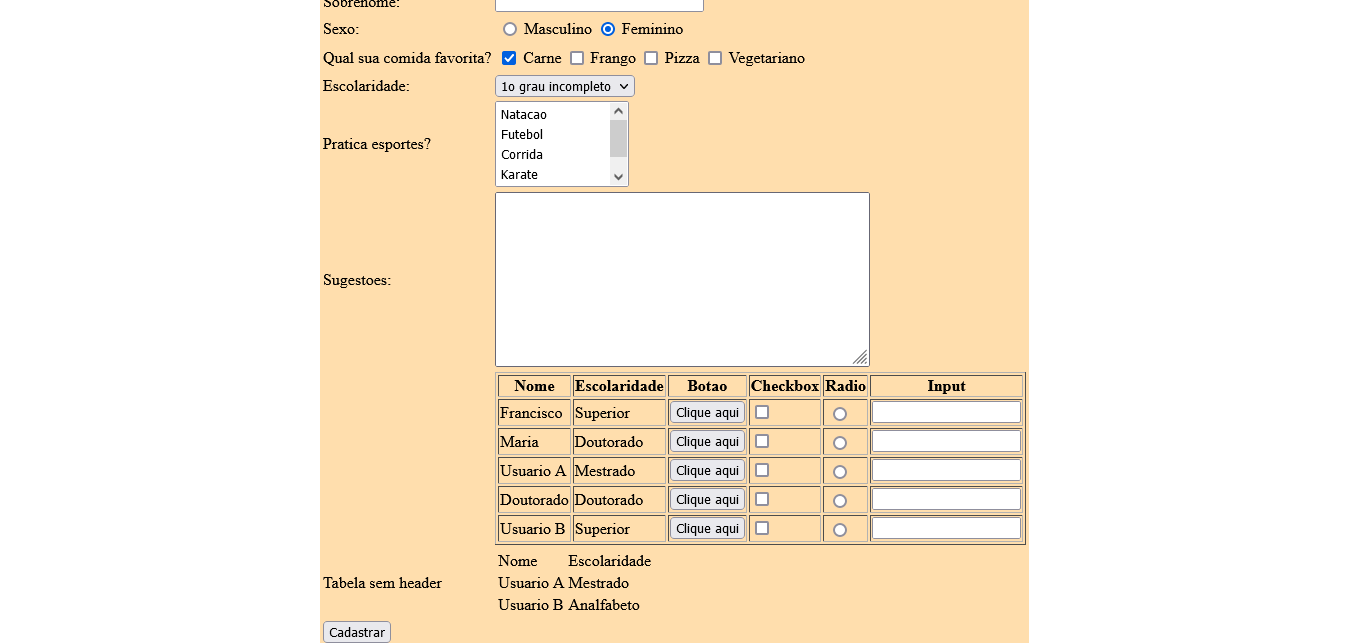 Sobrenome:
Sexo: Masculino Feminino
Qual sua comida favorita? Carne Frango Pizza Vegetariano
Escolaridade: 1o grau incompleto
Natacao
Futebol
Pratica esportes?
Corrida
Karate
Sugestoes:
Nome Escolaridade Botao Checkbox Radio Input
Francisco Superior Clique aqui
Maria Doutorado Clique aqui
Usuario A Mestrado Clique aqui
Doutorado Doutorado Clique aqui
Usuario B Superior Clique aqui
Nome Escolaridade
Tabela sem header Usuario A Mestrado
Usuario B Analfabeto
Cadastrar